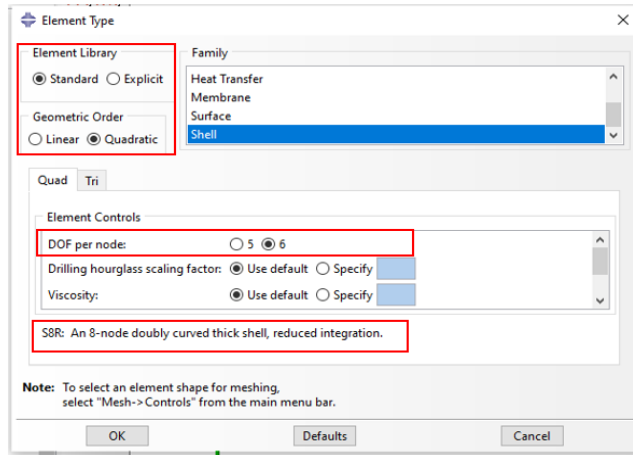 Element Type
Element Library
Standard Explicit
Geometric Order
Linear Quadratic
Family
Heat Transfer
Membrane
Surface
Shell
Quad Tri
Element Controls
DOF per node: 5 6
Drilling hourglass scaling factor: Use default Specify
Viscosity: Use default Specify
S8R: An 8-node doubly curved thick shell, reduced integration.
Note: To select an element shape for meshing,
select "Mesh->Controls" from the main menu bar.
OK Defaults Cancel